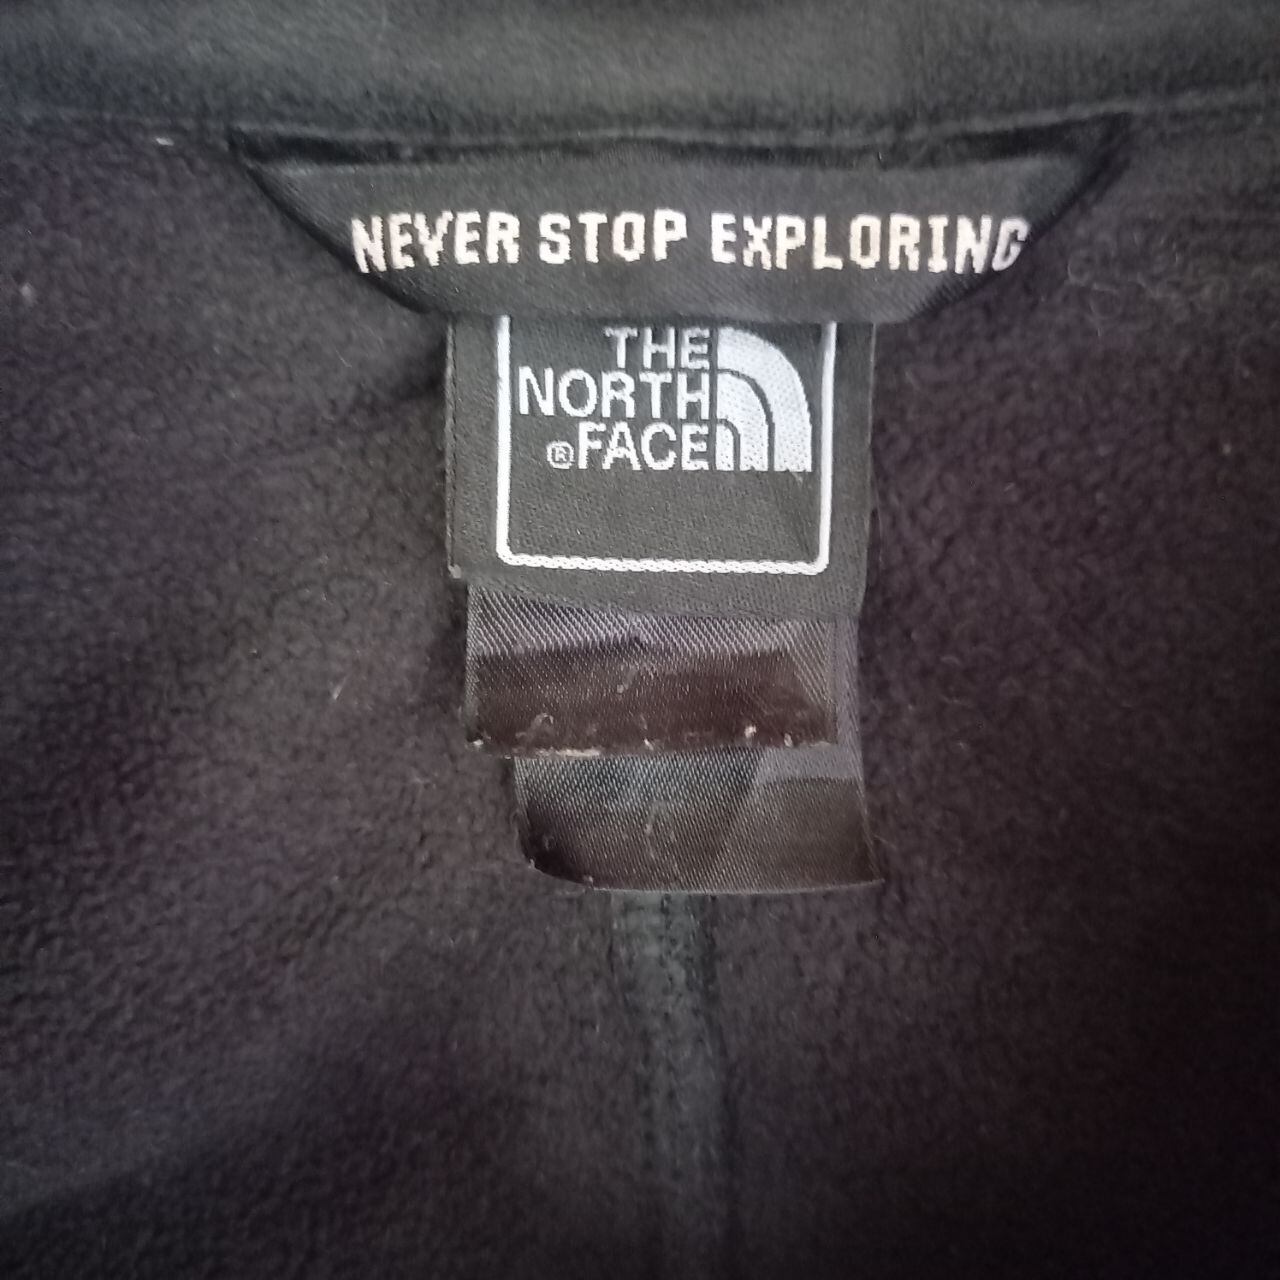 NEVER STOP EXPLORING
THE
NORTH
®FACE